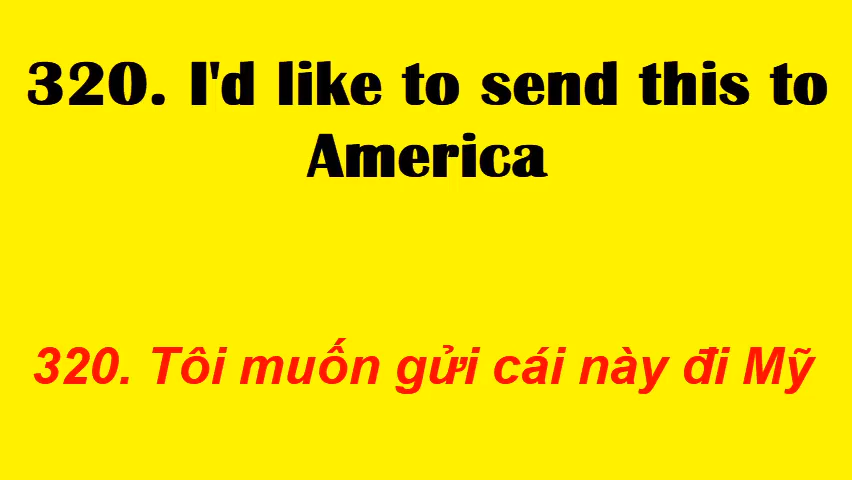 320. I'd like to send this to
America
320. Tôi muốn gửi cái này đi Mỹ